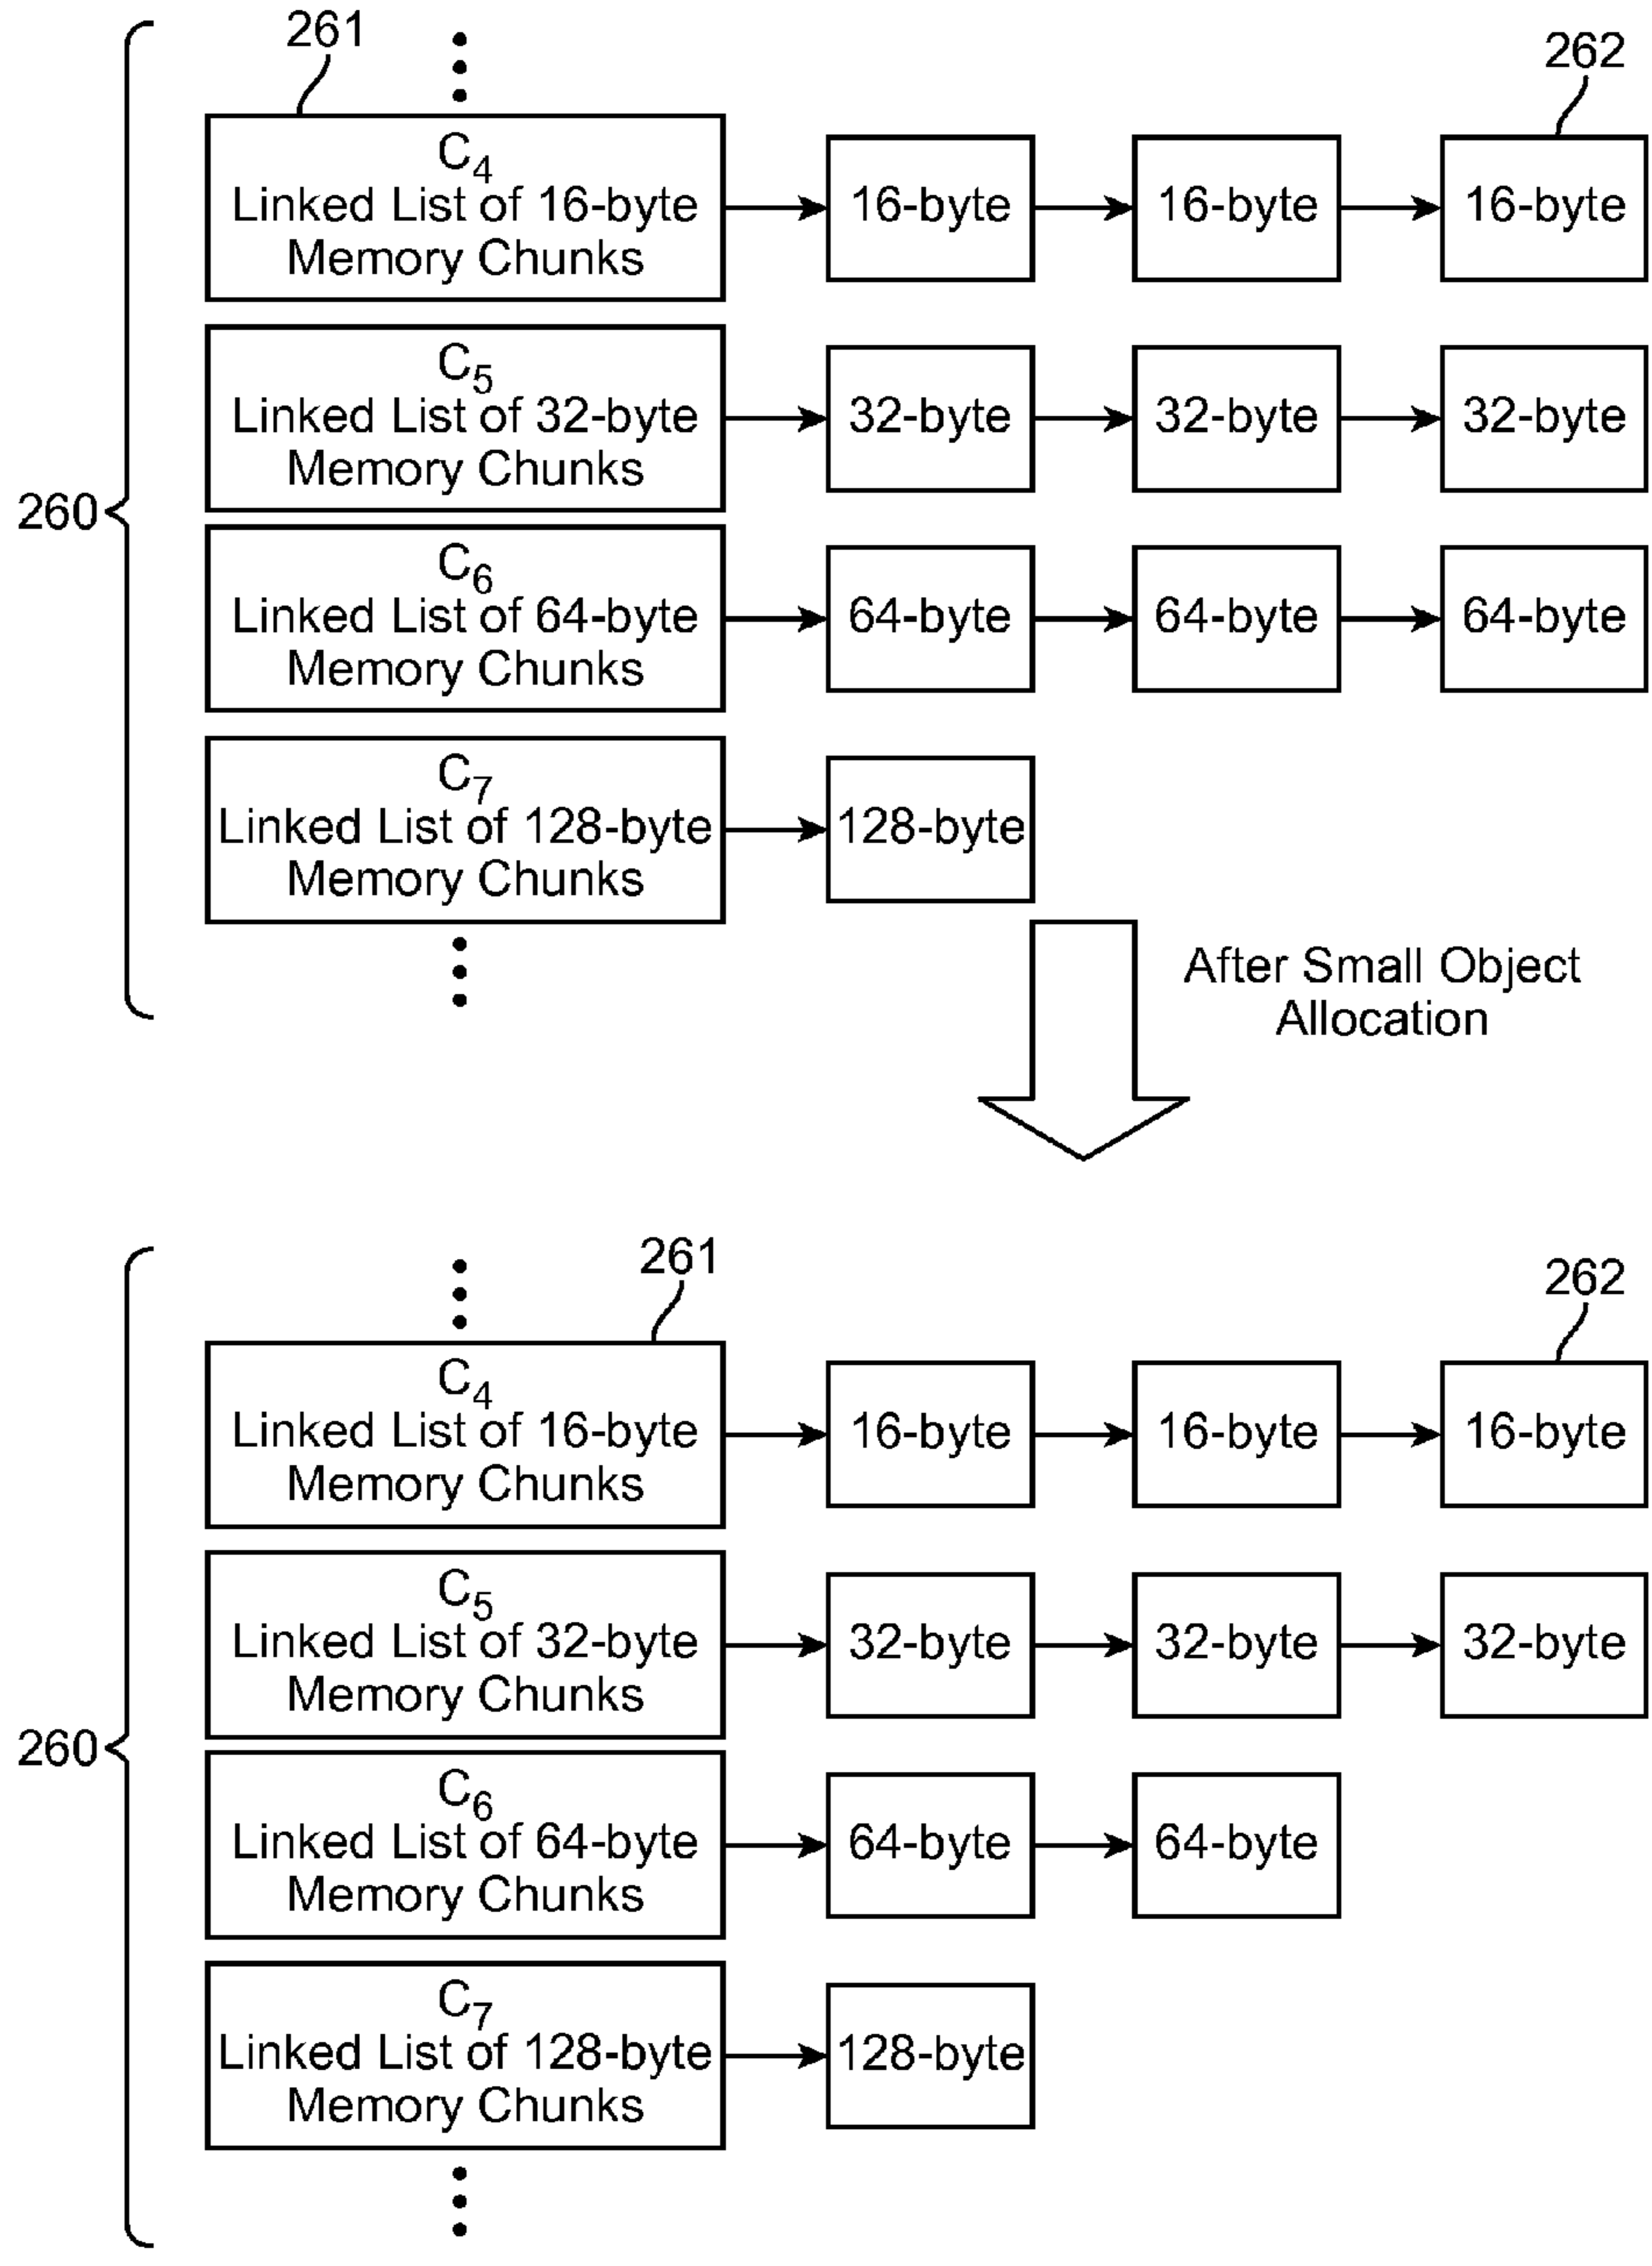 261
262
C4
Linked List of 16-byte
Memory Chunks
16-byte
16-byte
16-byte
C5
Linked List of 32-byte
Memory Chunks
32-byte
32-byte
32-byte
260
C6
Linked List of 64-byte
Memory Chunks
64-byte
64-byte
64-byte
C7
Linked List of 128-byte
Memory Chunks
128-byte
After Small Object
Allocation
261
262
C4
Linked List of 16-byte
Memory Chunks
16-byte
16-byte
16-byte
C5
Linked List of 32-byte
Memory Chunks
32-byte
32-byte
32-byte
260
C6
Linked List of 64-byte
Memory Chunks
64-byte
64-byte
C7
Linked List of 128-byte
Memory Chunks
128-byte